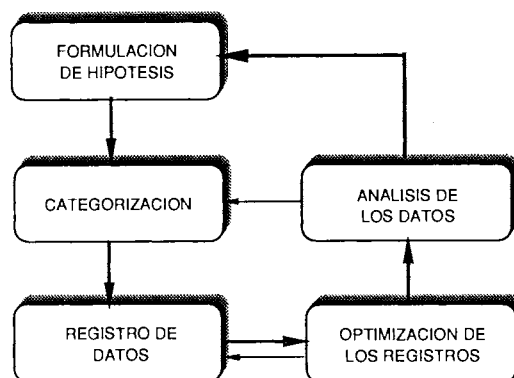 FORMULACION
DE HIPOTESIS
CATEGORIZACION
ANALISIS DE
LOS DATOS
REGISTRO DE
DATOS
OPTIMIZACION DE
LOS REGISTROS